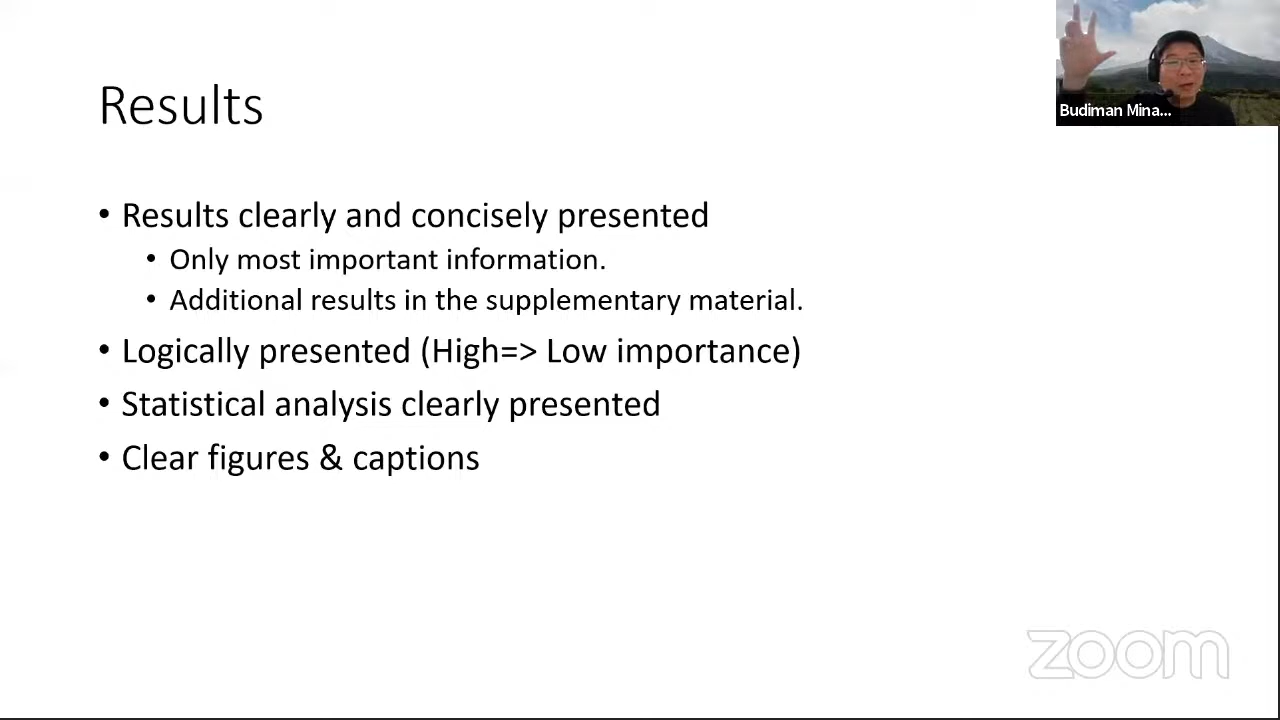 Results
Budiman Mina...
• Results clearly and concisely presented
• Only most important information.
• Additional results in the supplementary material.
• Logically presented (High=> Low importance)
• Statistical analysis clearly presented
• Clear figures & captions
zoom